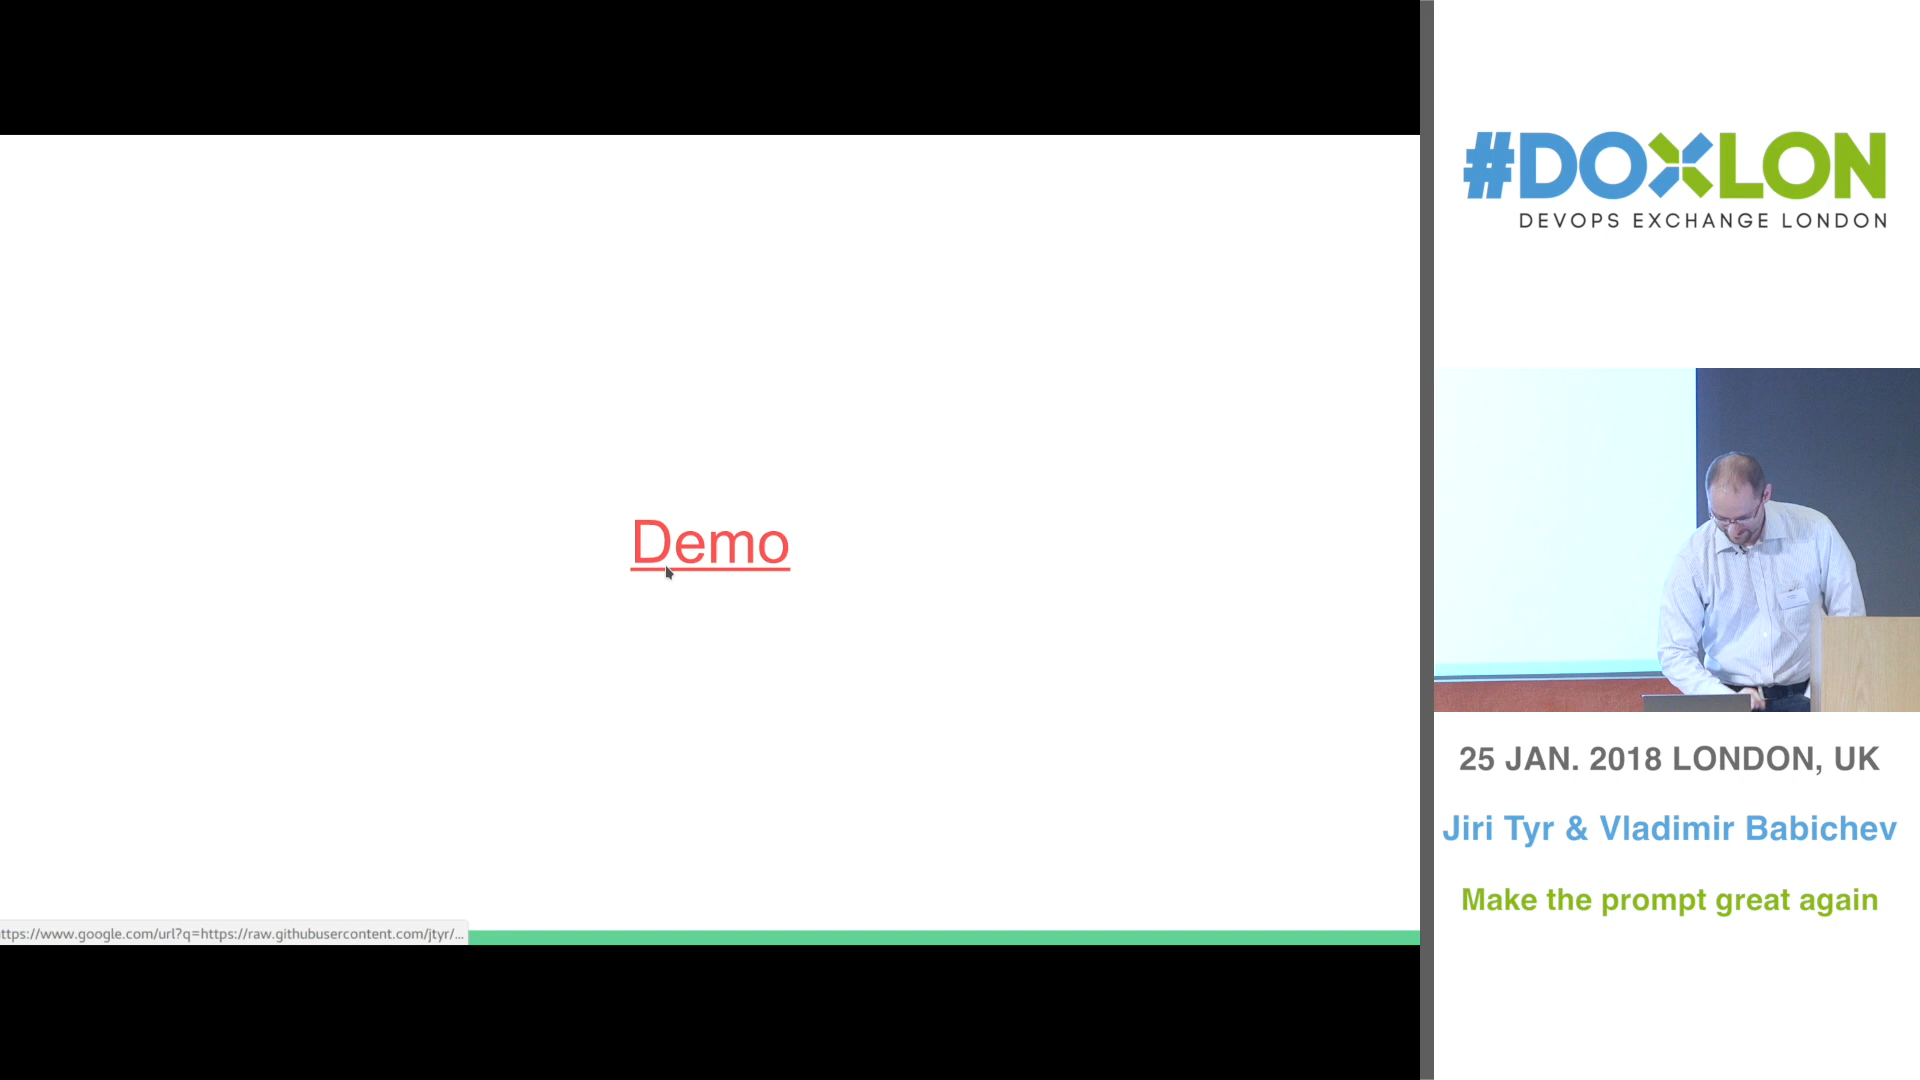 Demo
ttps://www.google.com/url?q=https://raw.githubusercontent.com/jtyr/...
#DOXLON
DEVOPS EXCHANGE LONDON
25 JAN. 2018 LONDON, UK
Jiri Tyr & Vladimir Babichev
Make the prompt great again